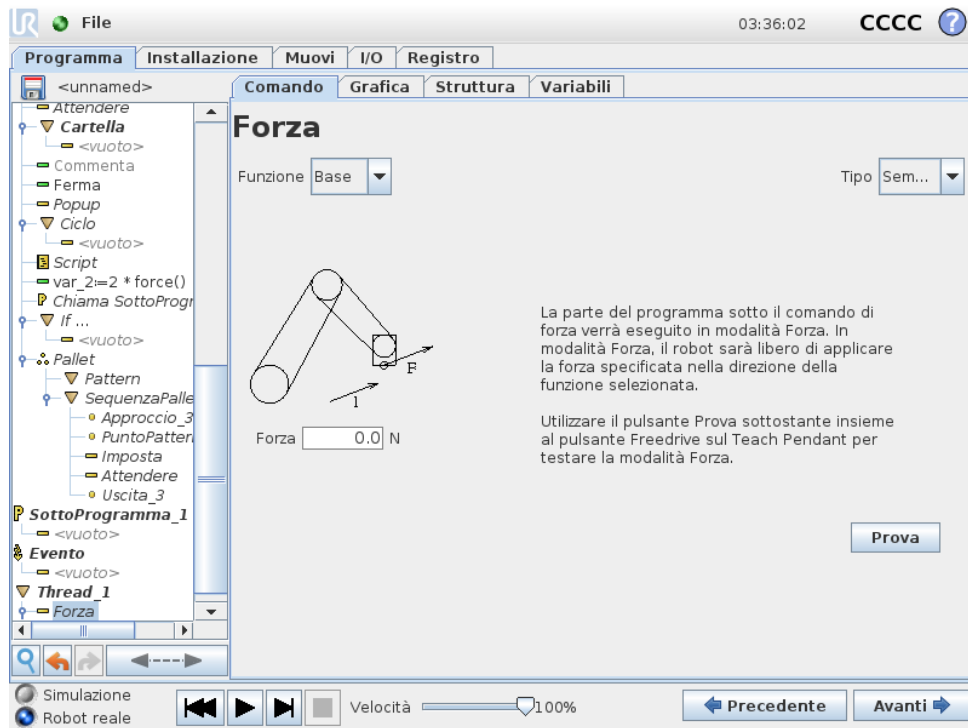 UR File 03:36:02 CCCC ?
Programma Installazione Muovi I/O Registro
<unnamed>
Comando Grafica Struttura Variabili
Attendere
Cartella
<vuoto>
Commenta
Ferma
Popup
Ciclo
<vuoto>
Script
var_2:=2 * force()
Chiama SottoProgr
If ...
<vuoto>
Pallet
Pattern
SequenzaPalle
Approccio_3
PuntoPatter
Imposta
Attendere
Uscita_3
P SottoProgramma_1
<vuoto>
Evento
<vuoto>
Thread_1
Forza
Forza
Funzione Base Tipo Sem...
F
1
Forza 0.0 N
La parte del programma sotto il comando di
forza verrà eseguito in modalità Forza. In
modalità Forza, il robot sarà libero di applicare
la forza specificata nella direzione della
funzione selezionata.
Utilizzare il pulsante Prova sottostante insieme
al pulsante Freedrive sul Teach Pendant per
testare la modalità Forza.
Prova
Simulazione
Robot reale
Velocità 100%
Precedente Avanti